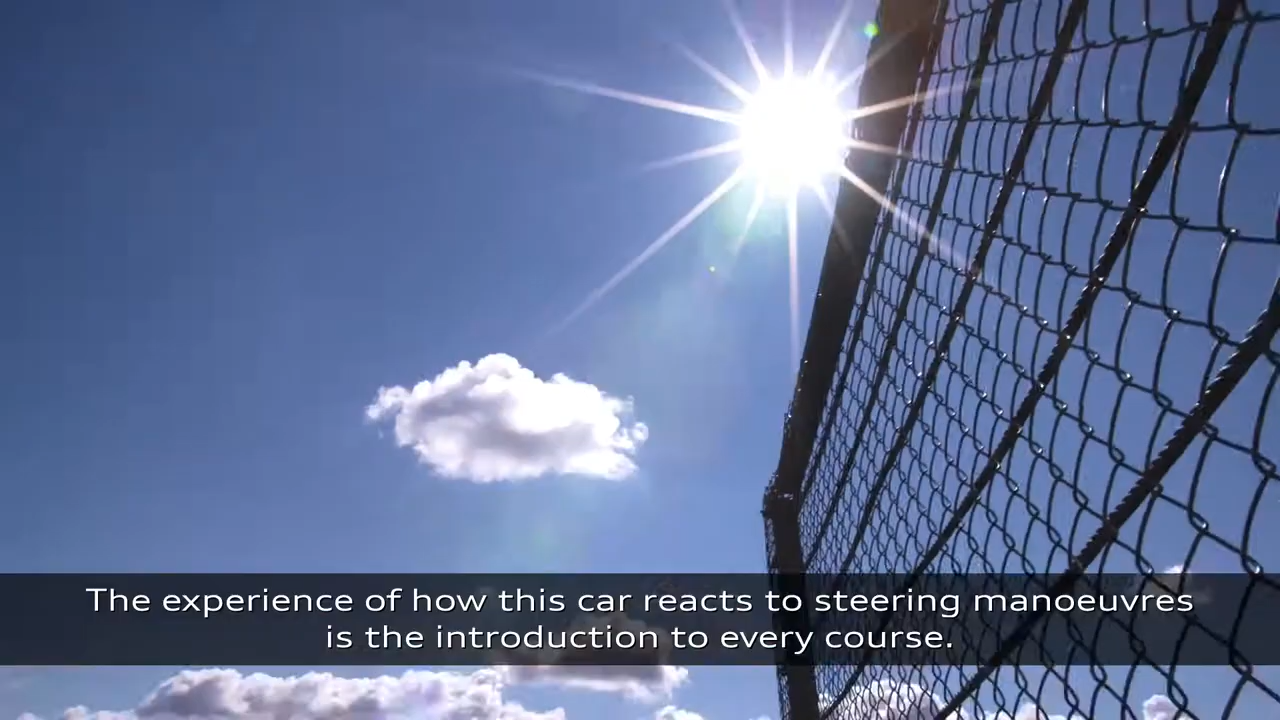 The experience of how this car reacts to steering manoeuvres
is the introduction to every course.